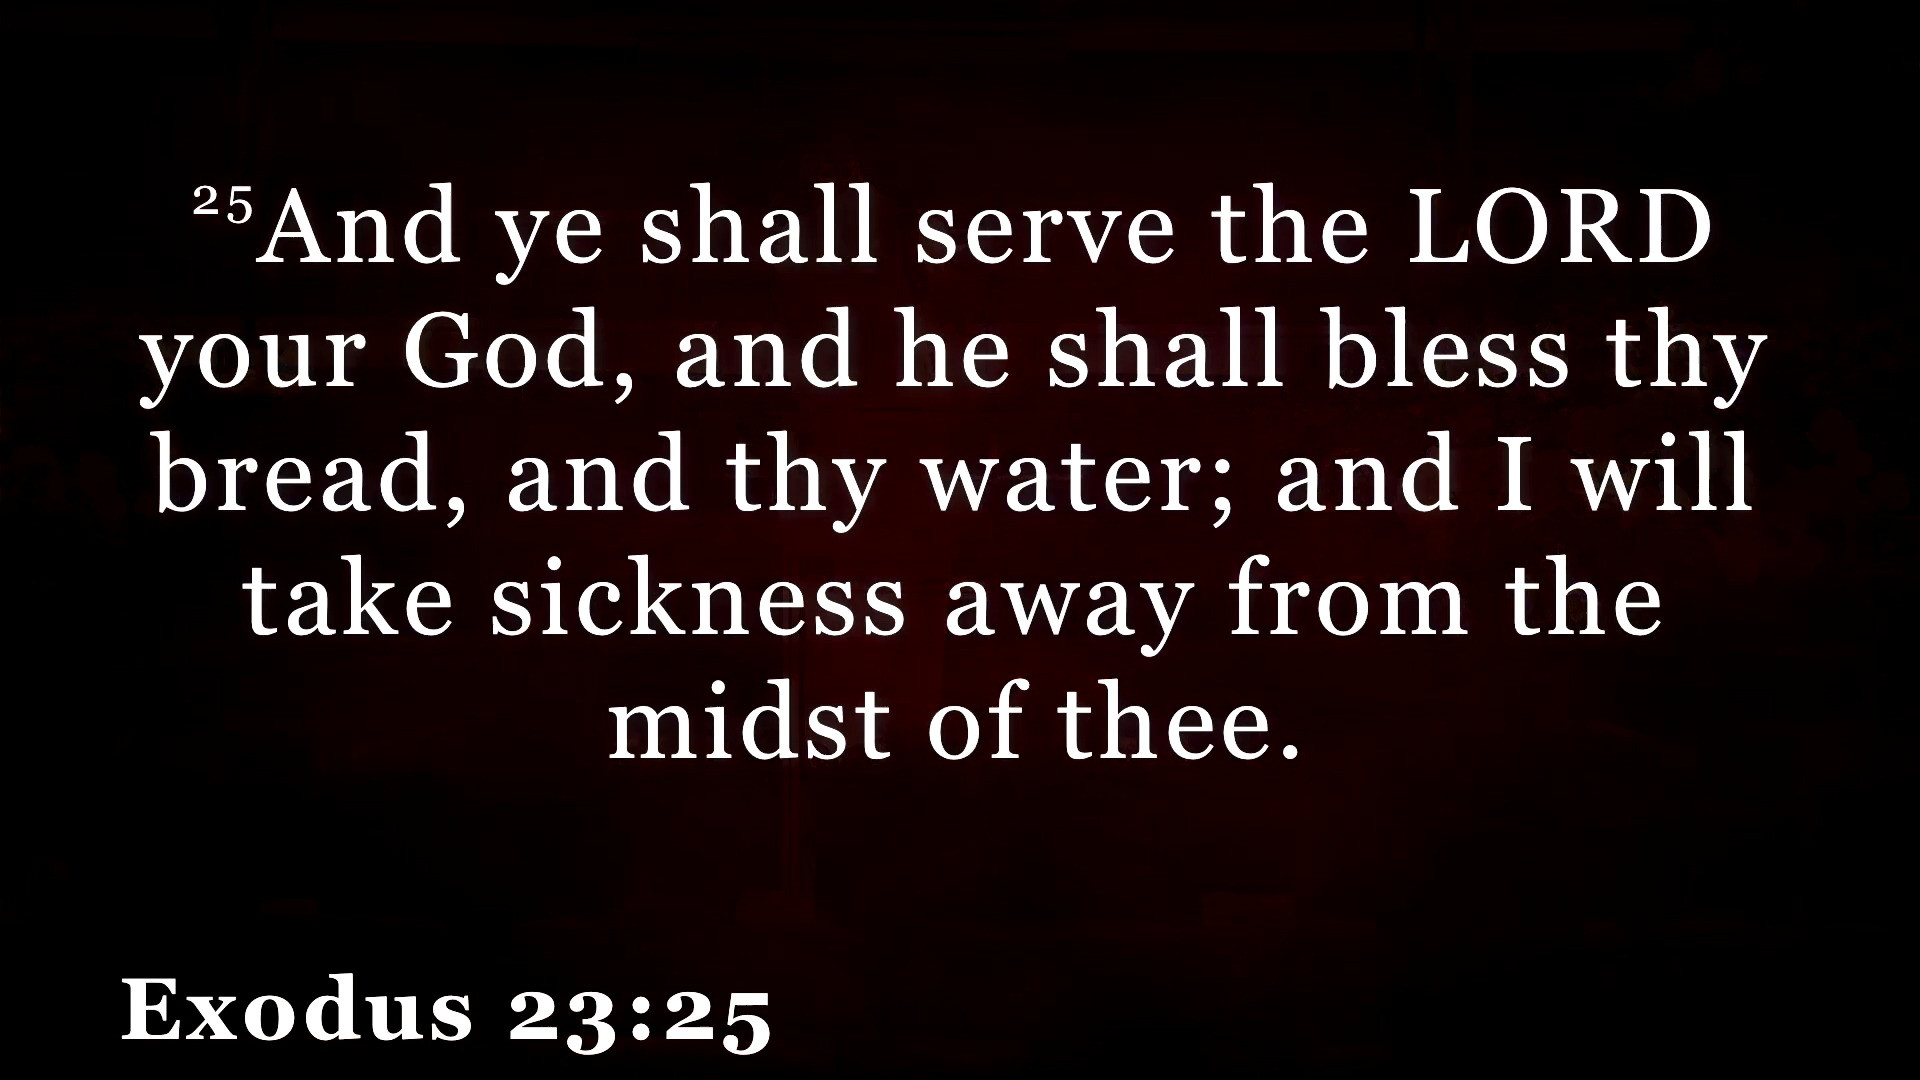 ²⁵And ye shall serve the LORD
your God, and he shall bless thy
bread, and thy water; and I will
take sickness away from the
midst of thee.
Exodus 23:25